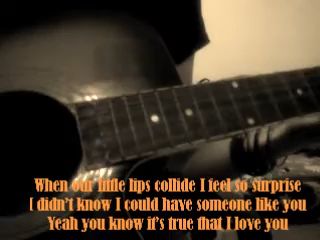 When our little lips collide I feel so surprise
I didn't know I could have someone like you
Yeah you know it's true that I love you